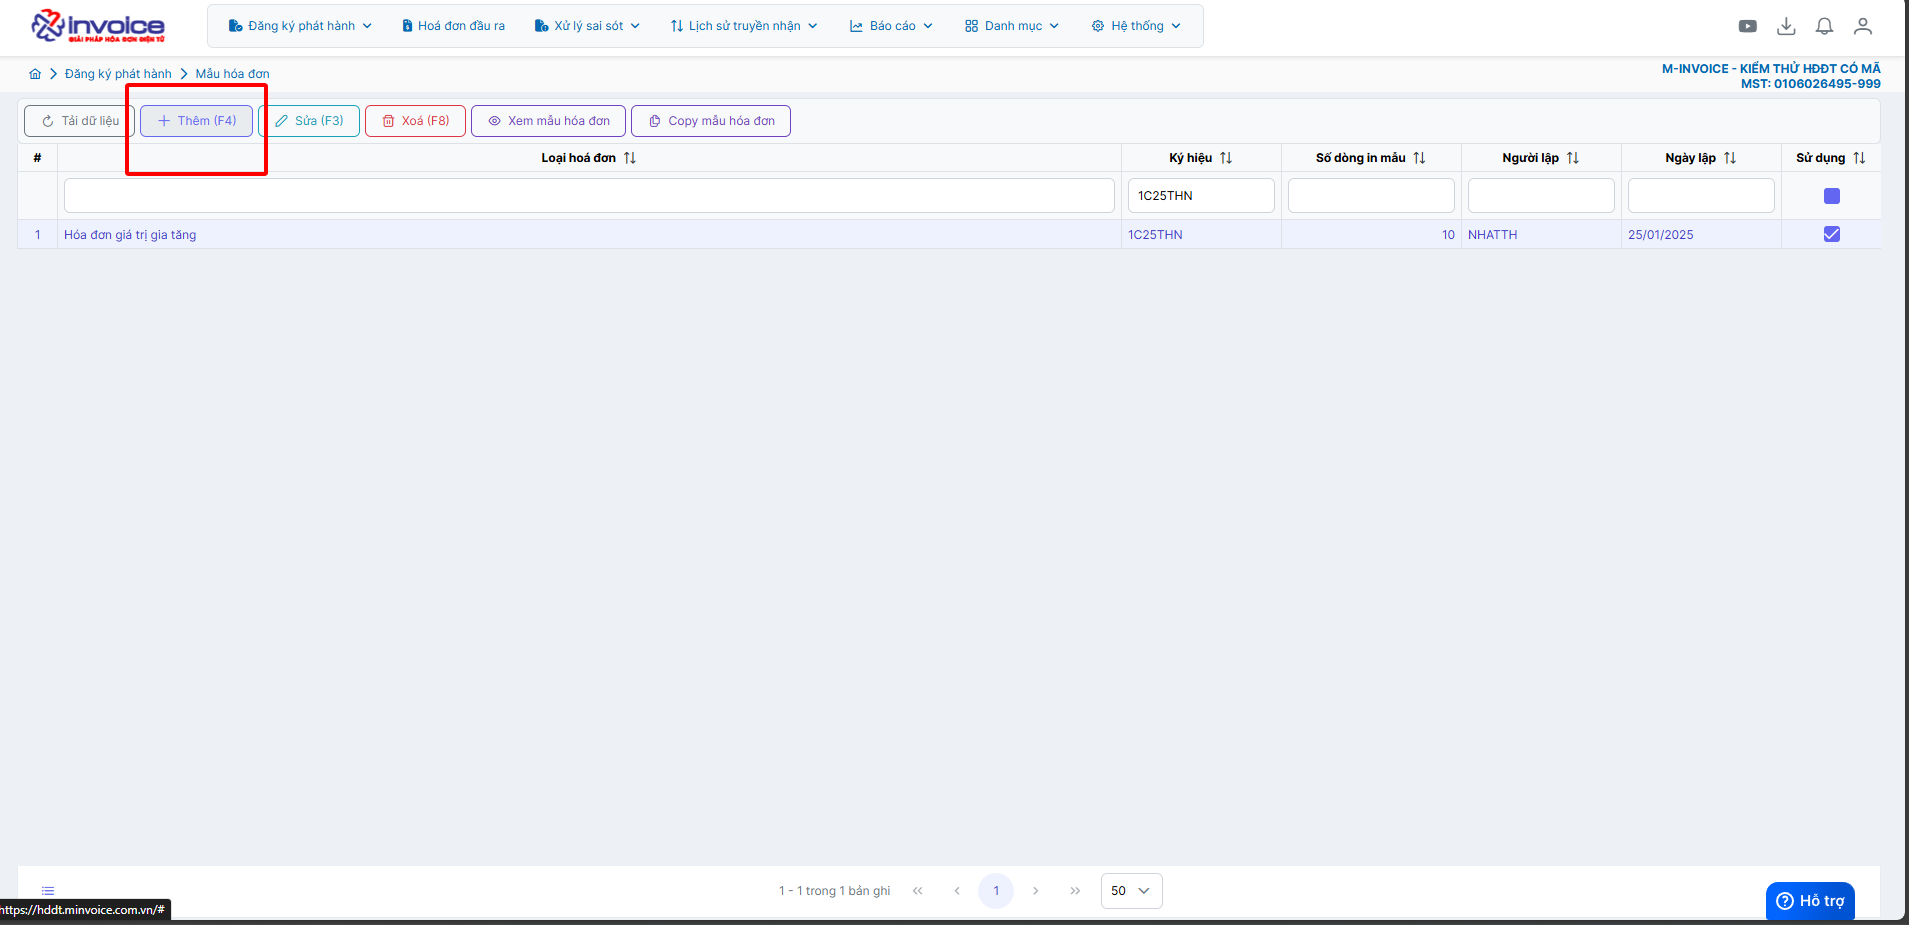 invoice
GIẢI PHÁP HÓA ĐƠN ĐIỆN TỬ
Đăng ký phát hành
Hoá đơn đầu ra
Xử lý sai sót
Lịch sử truyền nhận
Báo cáo
Danh mục
Hệ thống
Đăng ký phát hành
Mẫu hóa đơn
M-INVOICE - KIỂM THỬ HĐĐT CÓ MÃ
MST: 0106026495-999
Tải dữ liệu
Thêm (F4)
Sửa (F3)
Xoá (F8)
Xem mẫu hóa đơn
Copy mẫu hóa đơn
# Loại hoá đơn Ký hiệu Số dòng in mẫu Người lập Ngày lập Sử dụng
1C25THN
1 Hóa đơn giá trị gia tăng 1C25THN 10 NHATTH 25/01/2025
1 - 1 trong 1 bản ghi
1
50
https://hddt.minvoice.com.vn/#
Hỗ trợ